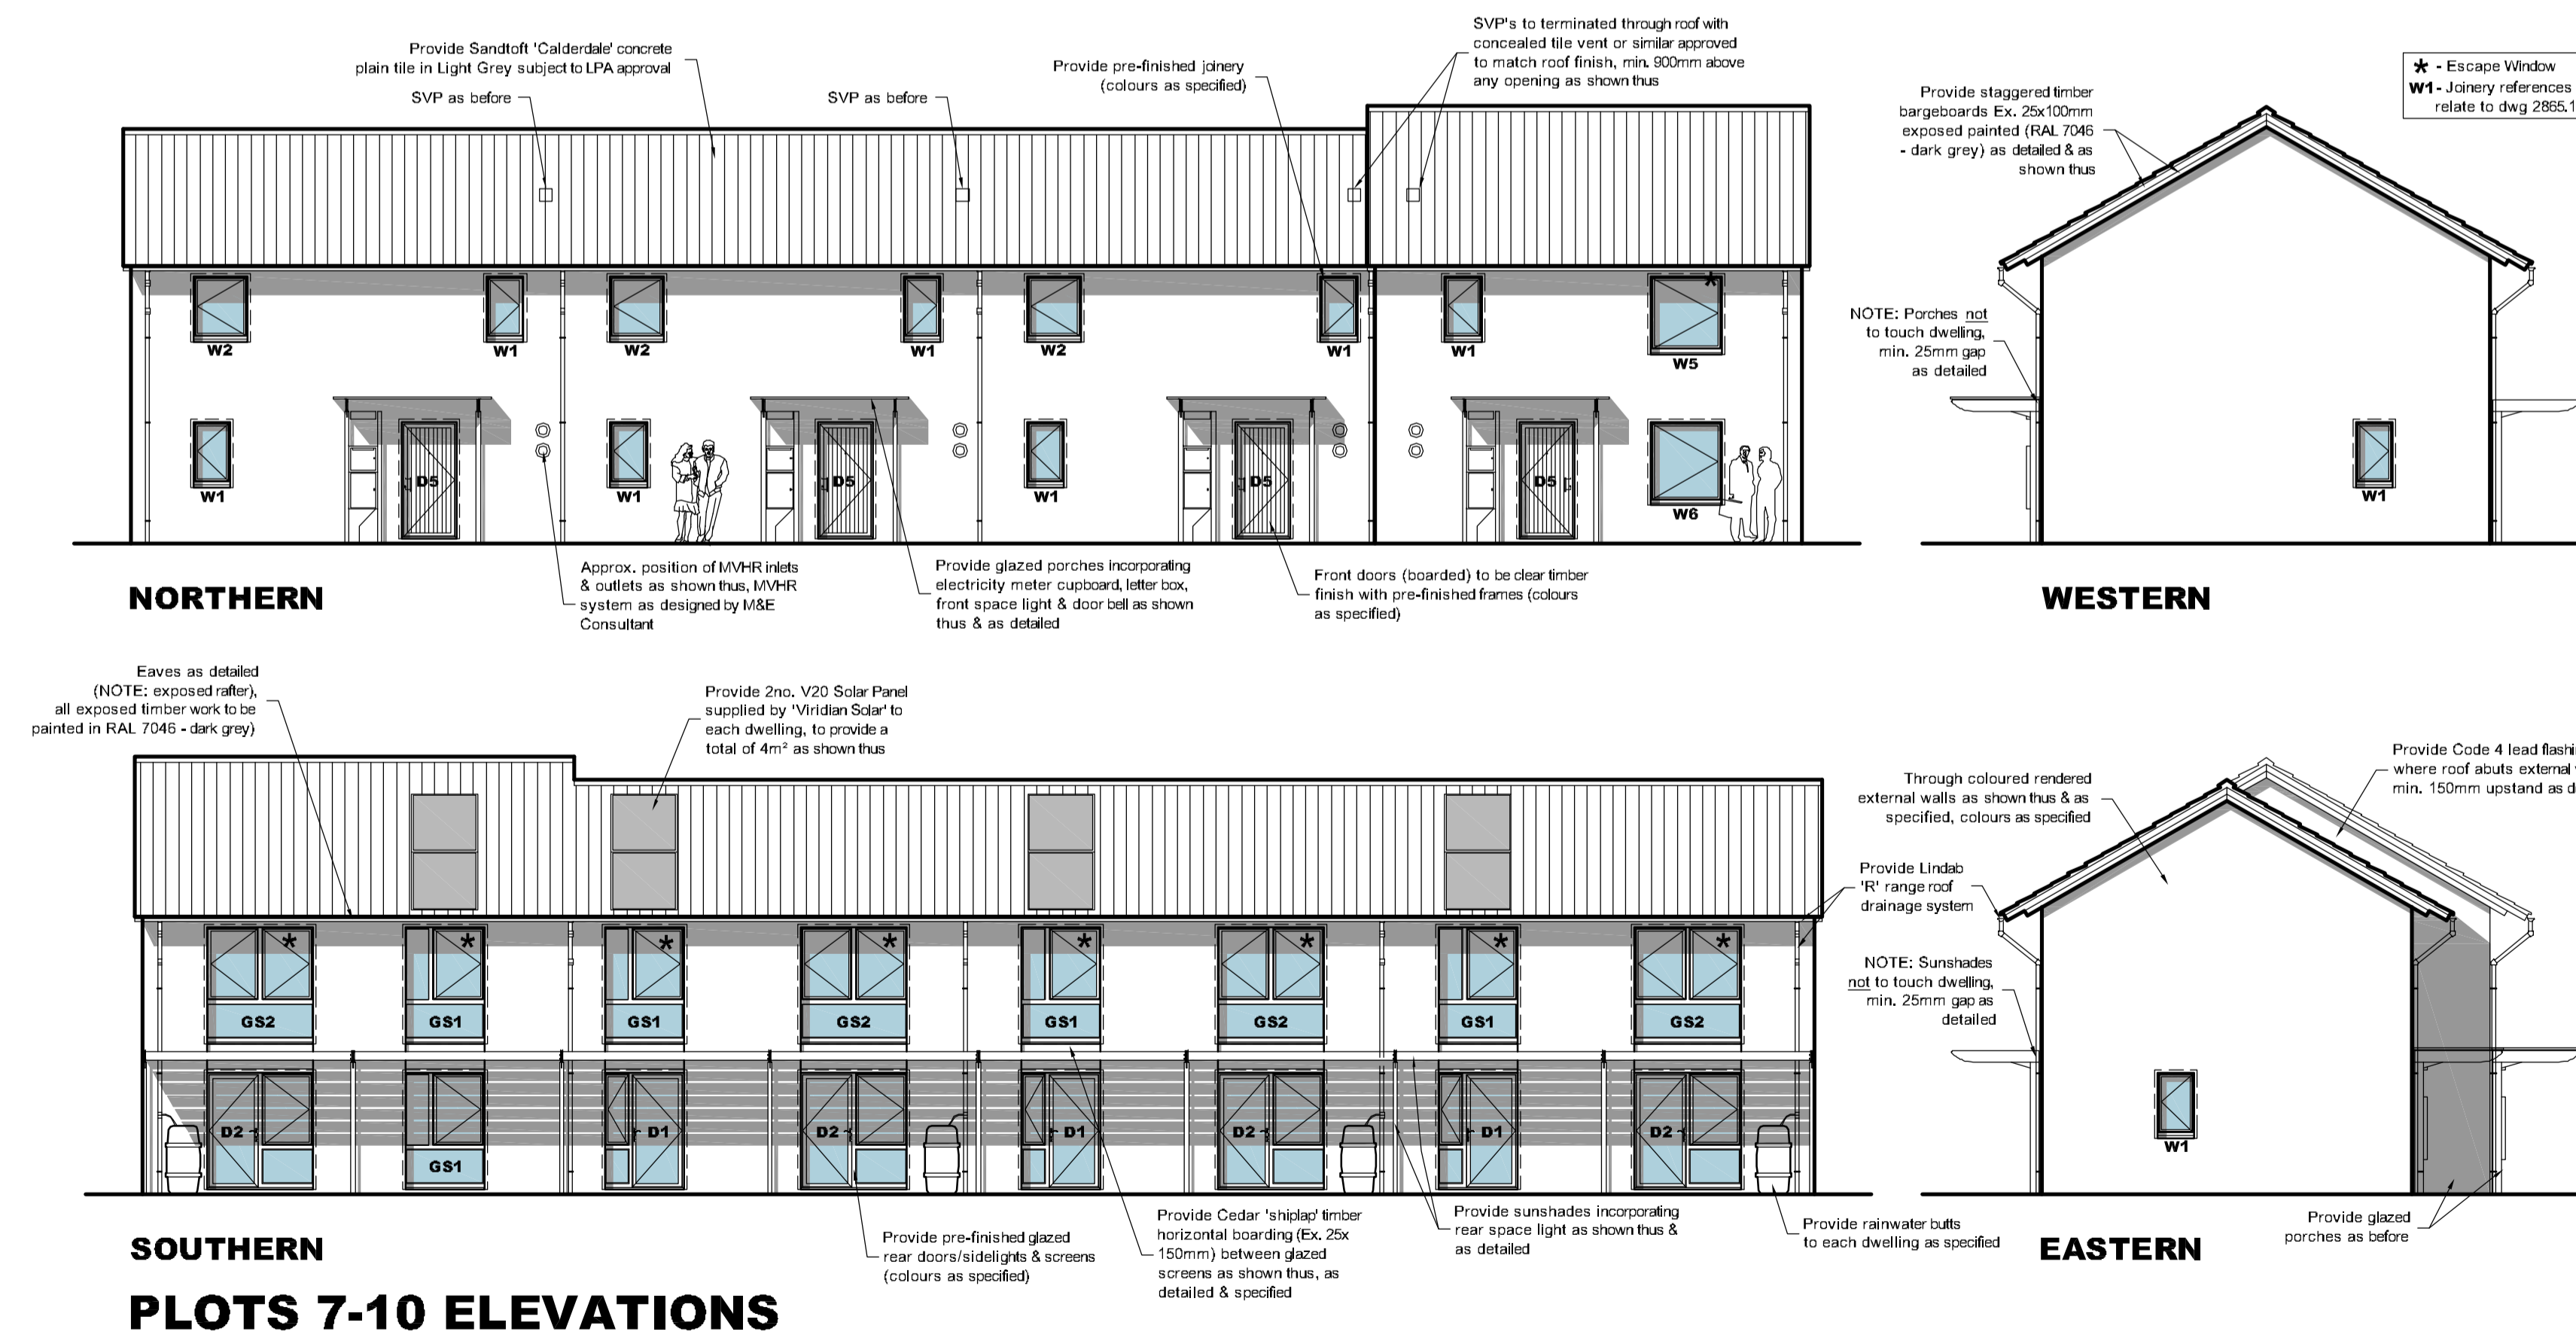 Provide Sandtoft 'Calderdale' concrete
plain tile in Light Grey subject to LPA approval
SVP as before
SVP as before
Provide pre-finished joinery
(colours as specified)
SVP's to terminated through roof with
concealed tile vent or similar approved
to match roof finish, min. 900mm above
any opening as shown thus
* - Escape Window
W1 - Joinery references
relate to dwg 2865.1
Provide staggered timber
bargeboards Ex. 25x100mm
exposed painted (RAL 7046
- dark grey) as detailed & as
shown thus
NOTE: Porches not
to touch dwelling,
min. 25mm gap
as detailed
*
W2
W1
W2
W1
W2
W1
W1
W5
W1
D5
W1
D5
W1
D5
D5
W6
W1
Approx. position of MVHR inlets
& outlets as shown thus, MVHR
system as designed by M&E
Consultant
Provide glazed porches incorporating
electricity meter cupboard, letter box,
front space light & door bell as shown
thus & as detailed
Front doors (boarded) to be clear timber
finish with pre-finished frames (colours
as specified)
NORTHERN
WESTERN
Eaves as detailed
(NOTE: exposed rafter),
all exposed timber work to be
painted in RAL 7046 - dark grey)
Provide 2no. V20 Solar Panel
supplied by 'Viridian Solar' to
each dwelling, to provide a
total of 4m² as shown thus
Through coloured rendered
external walls as shown thus & as
specified, colours as specified
Provide Code 4 lead
where roof abuts external
min. 150mm upstand as
Provide Lindab
'R' range roof
drainage system
NOTE: Sunshades
not to touch dwelling,
min. 25mm gap as
detailed
* * * * * * * *
GS2
GS1
GS1
GS2
GS1
GS2
GS1
GS2
D2
GS1
D1
D2
D1
D2
D1
D2
W1
Provide pre-finished glazed
rear doors/sidelights & screens
(colours as specified)
Provide Cedar 'shiplap' timber
horizontal boarding (Ex. 25x
150mm) between glazed
screens as shown thus, as
detailed & specified
Provide sunshades incorporating
rear space light as shown thus &
as detailed
Provide rainwater butts
to each dwelling as specified
Provide glazed
porches as before
SOUTHERN
EASTERN
PLOTS 7-10 ELEVATIONS